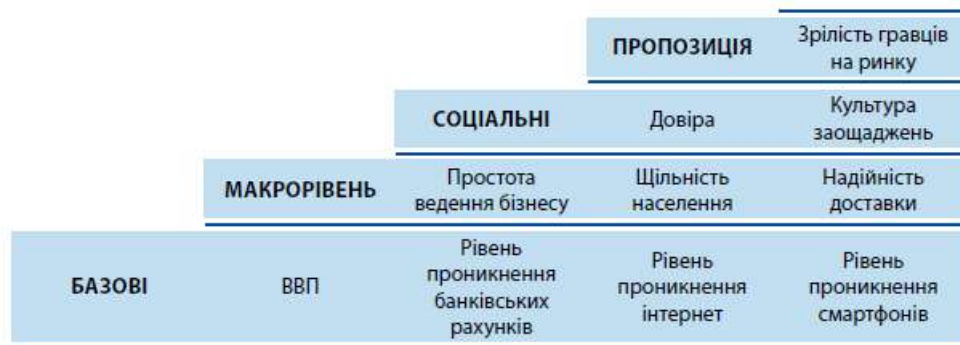 ПРОПОЗИЦІЯ
Зрілість гравців
на ринку
СОЦІАЛЬНІ
Довіра
Культура
заощаджень
МАКРОРІВЕНЬ
Простота
ведення бізнесу
Щільність
населення
Надійність
доставки
БАЗОВІ
ВВП
Рівень
проникнення
банківських
рахунків
Рівень
проникнення
інтернет
Рівень
проникнення
смартфонів